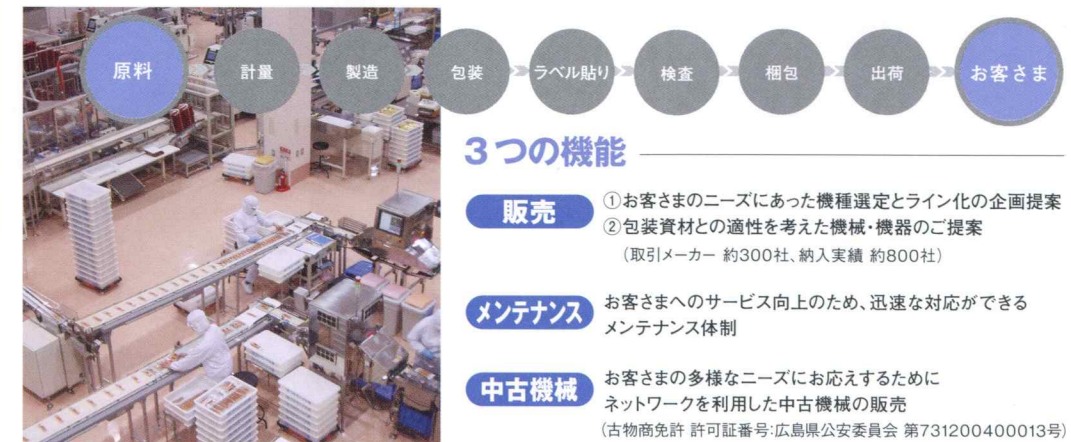 原料
計量
製造
包装
ラベル貼り
検査
梱包
出荷
お客さま
3つの機能
販売
①お客さまのニーズにあった機種選定とライン化の企画提案
②包装資材との適性を考えた機械・機器のご提案
（取引メーカー 約300社、納入実績 約800社）
メンテナンス
お客さまへのサービス向上のため、迅速な対応ができる
メンテナンス体制
中古機械
お客さまの多様なニーズにお応えするために
ネットワークを利用した中古機械の販売
（古物商免許 許可証番号:広島県公安委員会 第731200400013号）